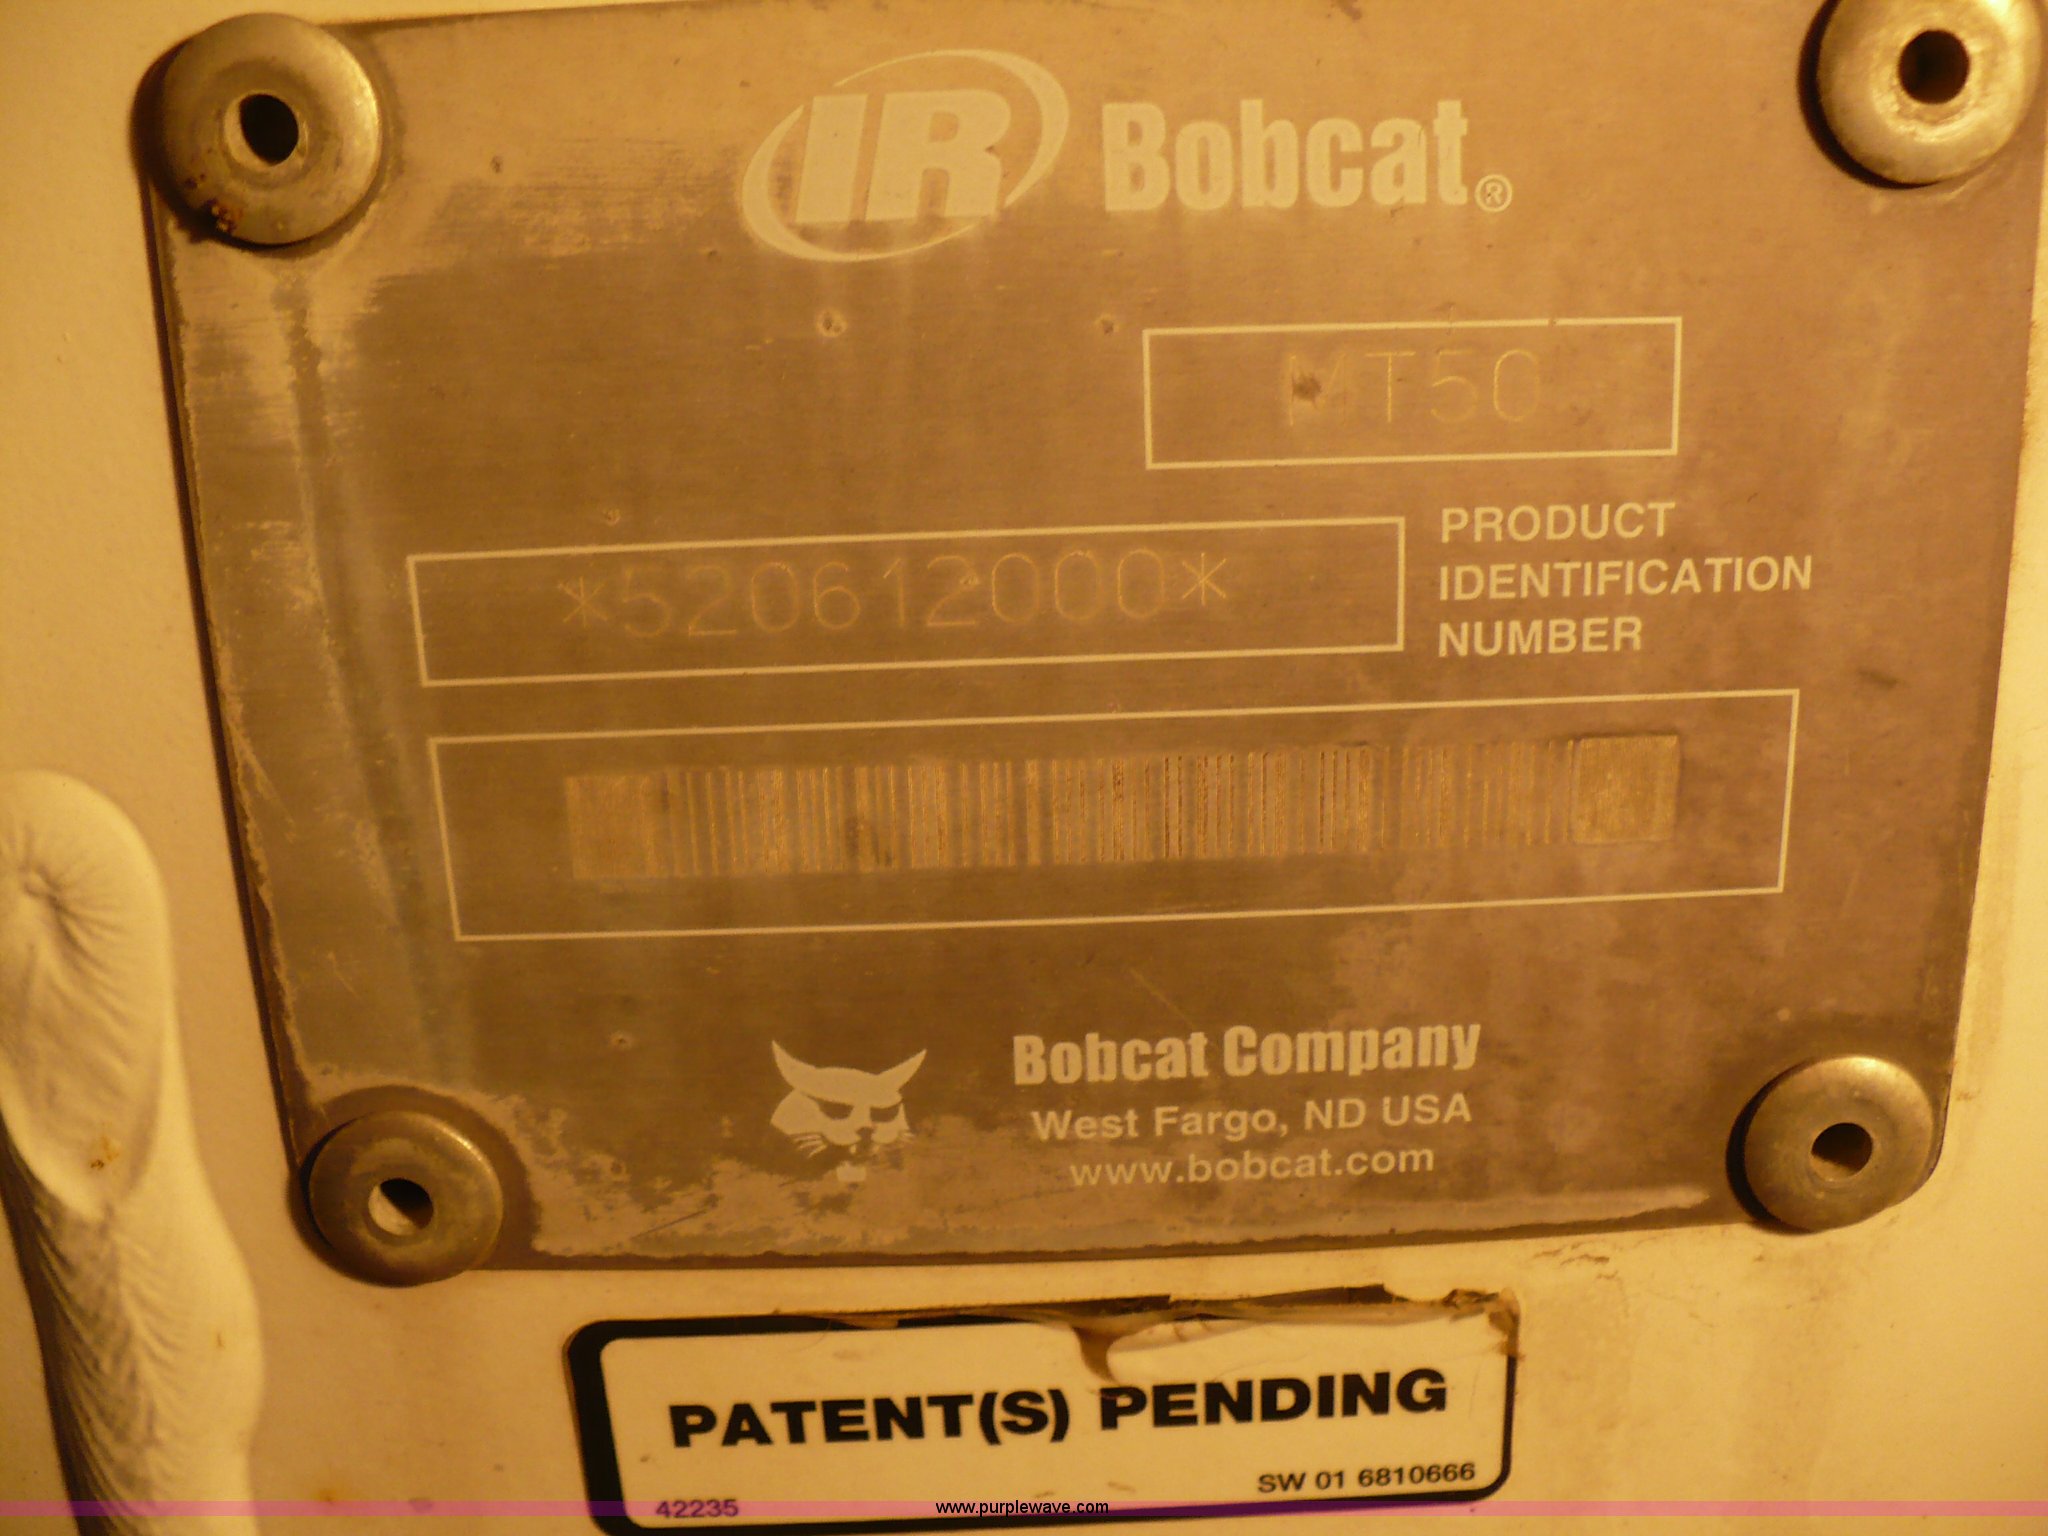 IR Bobcat®
MT50
*520612000*
PRODUCT
IDENTIFICATION
NUMBER
Bobcat Company
West Fargo, ND USA
www.bobcat.com
PATENT(S) PENDING
SW 01 6810666
42235
www.purplewave.com